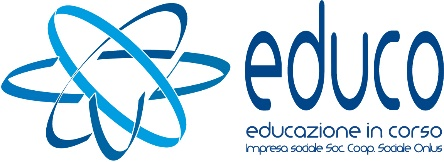 educo
educazione in corso
impresa sociale Soc. Coop. Sociale Onlus